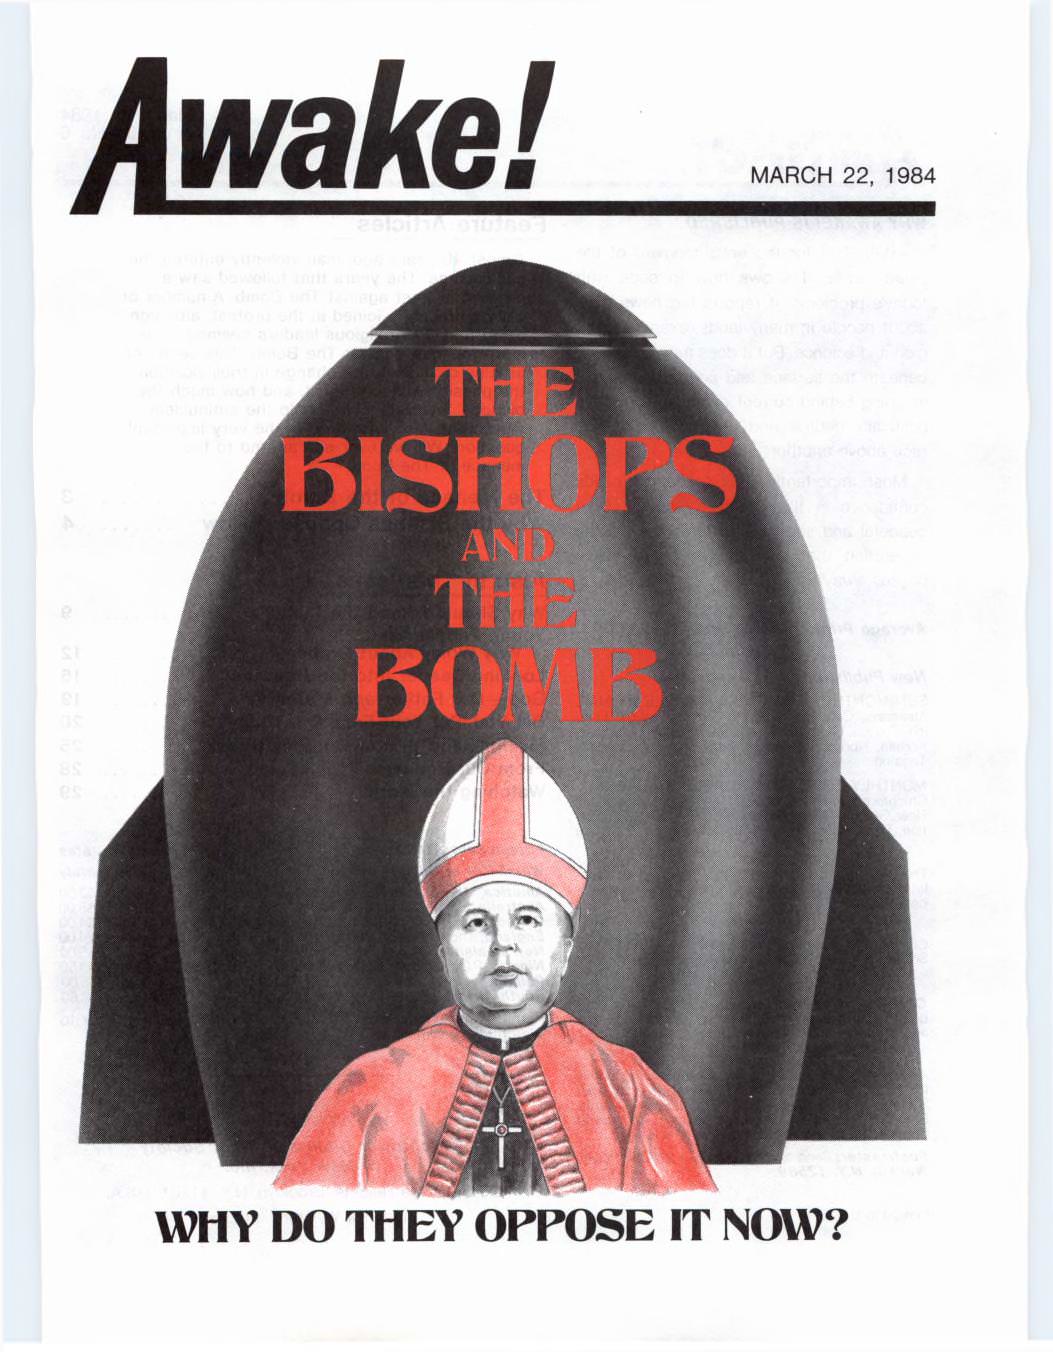 Awake!
MARCH 22, 1984
THE
BISHOPS
AND
THE
BOMB
WHY DO THEY OPPOSE IT NOW?